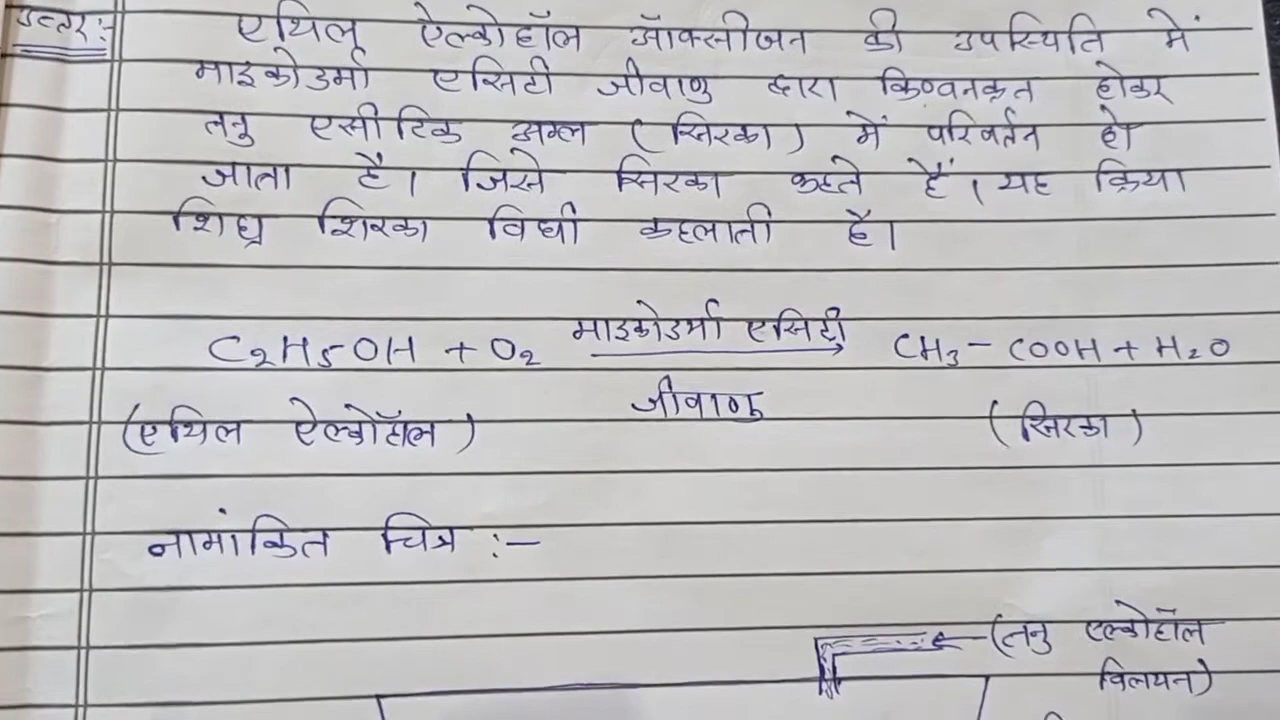 उत्तर:-
एथिल ऐल्कोहॉल ऑक्सीजन की उपस्थिति में
माइकोडर्मा एसिटी जीवाणु द्वारा किण्वनकृत होकर
तनु एसीटिक अम्ल (सिरका) में परिवर्तन हो
जाता है। जिसे सिरका कहते हैं। यह क्रिया
शिघ्र शिरका विधी कहलाती है।
C₂H₅OH + O₂ माइकोडर्मा एसिटी → CH₃ - COOH + H₂O
जीवाणु
(एथिल ऐल्कोहॉल) (सिरका)
नामांकित चित्र :-
(तनु एल्कोहॉल
विलयन)